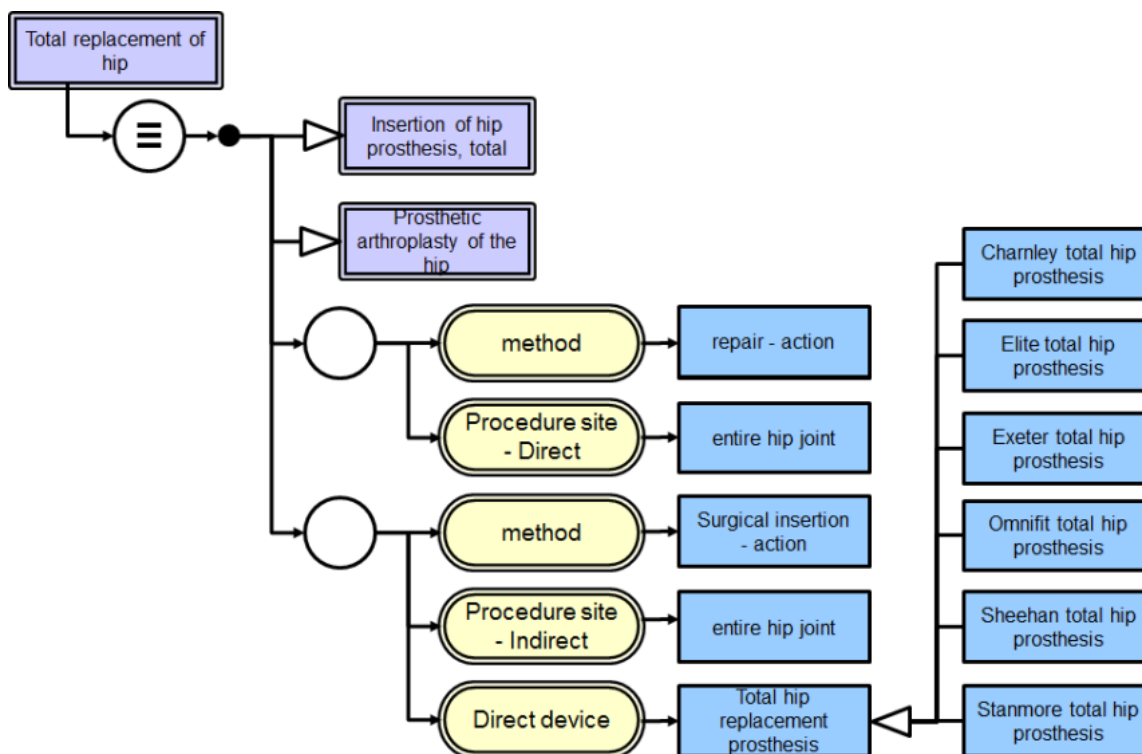 Total replacement of
hip
Insertion of hip
prosthesis, total
Prosthetic
arthroplasty of the
hip
method
repair - action
Procedure site
- Direct
entire hip joint
method
Surgical insertion
- action
Procedure site
- Indirect
entire hip joint
Direct device
Total hip
replacement
prosthesis
Charnley total hip
prosthesis
Elite total hip
prosthesis
Exeter total hip
prosthesis
Omnifit total hip
prosthesis
Sheehan total hip
prosthesis
Stanmore total hip
prosthesis